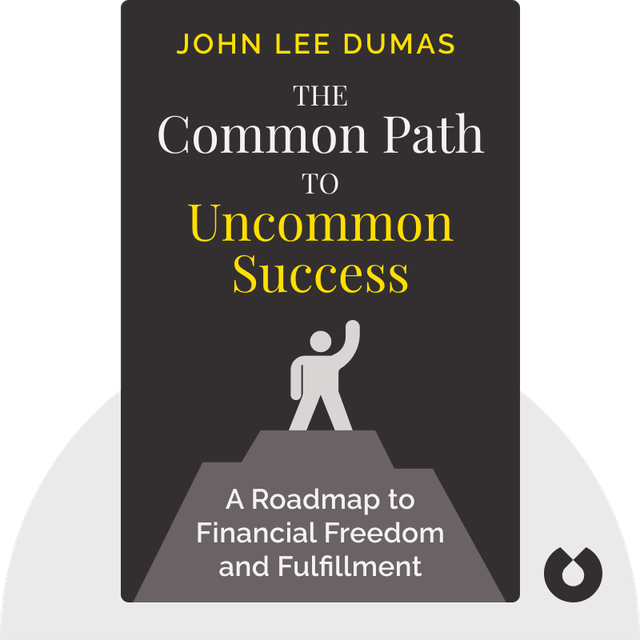 JOHN LEE DUMAS
THE
Common Path
TO
Uncommon
Success
A Roadmap to
Financial Freedom
and Fulfillment